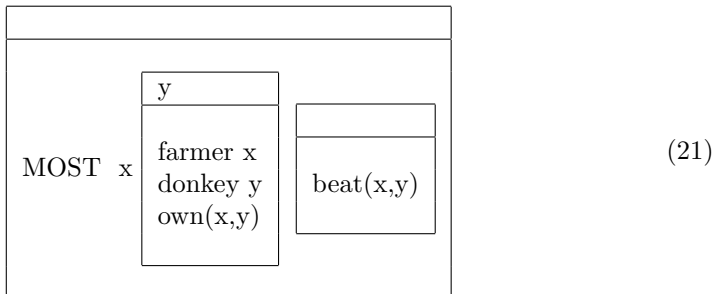 y
farmer x
MOST x donkey y beat(x,y) (21)
own(x,y)